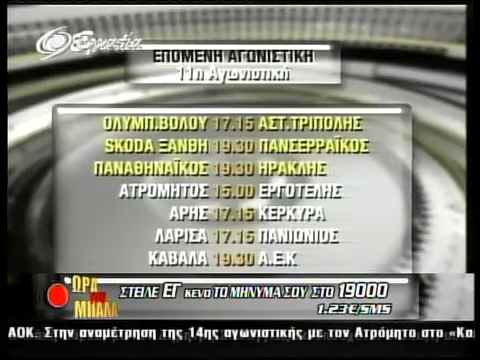 Εργνατία
ΕΠΟΜΕΝΗ ΑΓΩΝΙΣΤΙΚΗ
11η Αγωνιστική
ΟΛΥΜΠ.ΒΟΛΟΥ 17.15 ΑΣΤ.ΤΡΙΠΟΛΗΣ
SKODA ΞΑΝΘΗ 19.30 ΠΑΝΣΕΡΡΑΪΚΟΣ
ΠΑΝΑΘΗΝΑΪΚΟΣ 19.30 ΗΡΑΚΛΗΣ
ΑΤΡΟΜΗΤΟΣ 15.00 ΕΡΓΟΤΕΛΗΣ
ΑΡΗΣ 17.15 ΚΕΡΚΥΡΑ
ΛΑΡΙΣΑ 17.15 ΠΑΝΙΩΝΙΟΣ
ΚΑΒΑΛΑ 19.30 Α.Ε.Κ
ΩΡΑ για ΜΠΑΛΑ
ΣΤΕΙΛΕ ΕΓ κενο ΤΟ ΜΗΝΥΜΑ ΣΟΥ ΣΤΟ 19000
1.23€/SMS
ΑΟΚ. Στην αναμέτρηση της 14ης αγωνιστικής με τον Ατρόμητο στο «Κα